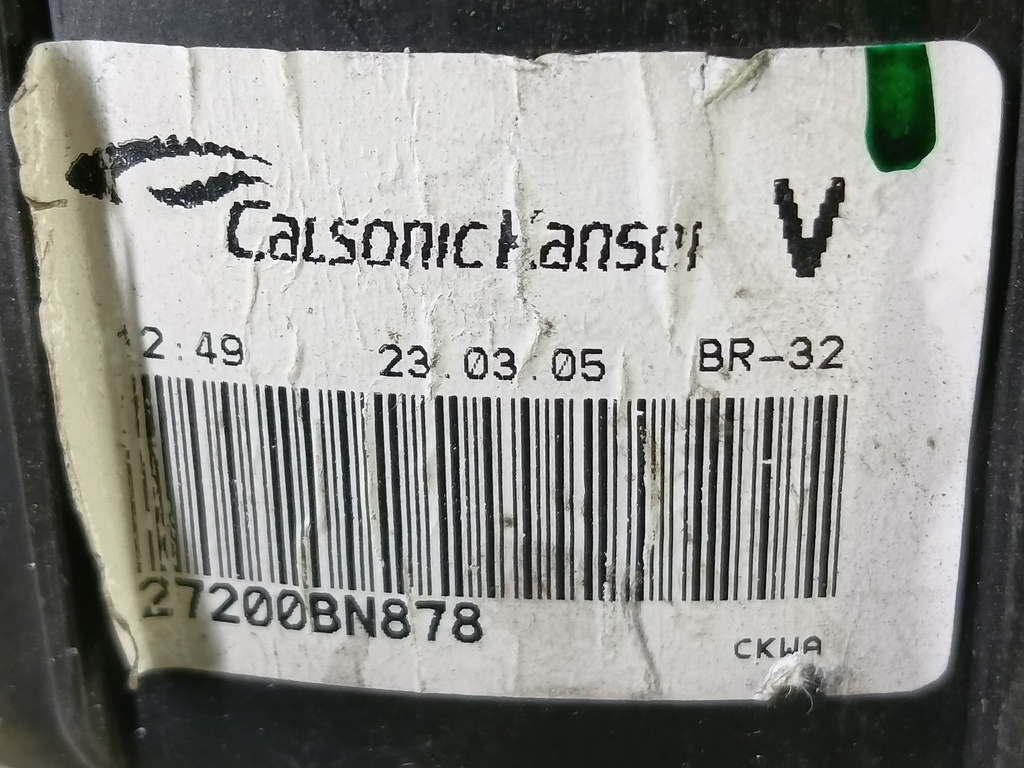 CalsonicKansei V
12:49 23.03.05 BR-32
27200BN878
CKWA